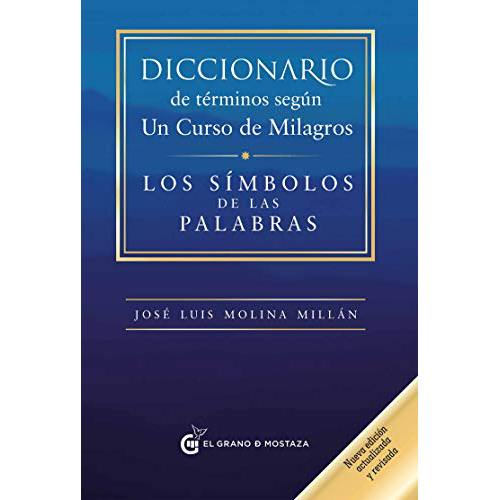 DICCIONARIO
de términos según
Un Curso de Milagros
LOS SÍMBOLOS
DE LAS
PALABRAS
JOSÉ LUIS MOLINA MILLÁN
EL GRANO D MOSTAZA
Nueva edición
actualizada
y revisada